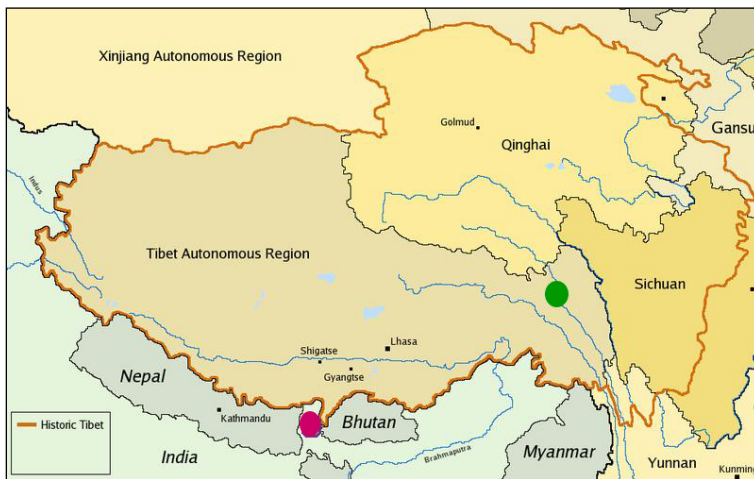 Xinjiang Autonomous Region
Gansu
Golmud
Qinghai
Indus
Tibet Autonomous Region
Sichuan
Lhasa
Shigatse
Gyangtse
Nepal
Kathmandu
Bhutan
Historic Tibet
India
Brahmaputra
Myanmar
Yunnan
Kunming